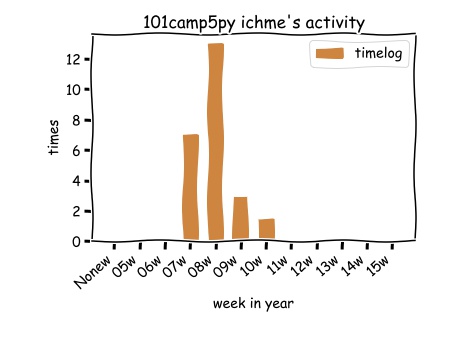 101camp5py ichme's activity
timelog
times
12
10
8
6
4
2
0
Nonew 05w 06w 07w 08w 09w 10w 11w 12w 13w 14w 15w
week in year